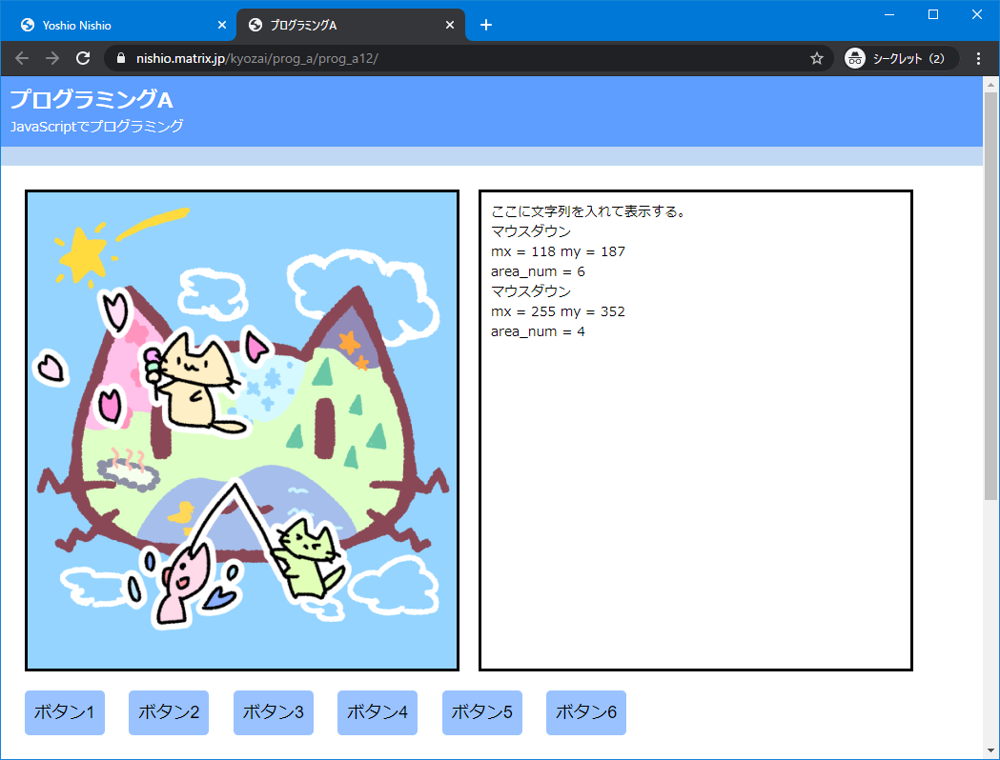 Yoshio Nishio
プログラミングA
nishio.matrix.jp/kyozai/prog_a/prog_a12/
シークレット (2)
プログラミングA
JavaScriptでプログラミング
ここに文字列を入れて表示する。
マウスダウン
mx = 118 my = 187
area_num = 6
マウスダウン
mx = 255 my = 352
area_num = 4
ボタン1
ボタン2
ボタン3
ボタン4
ボタン5
ボタン6